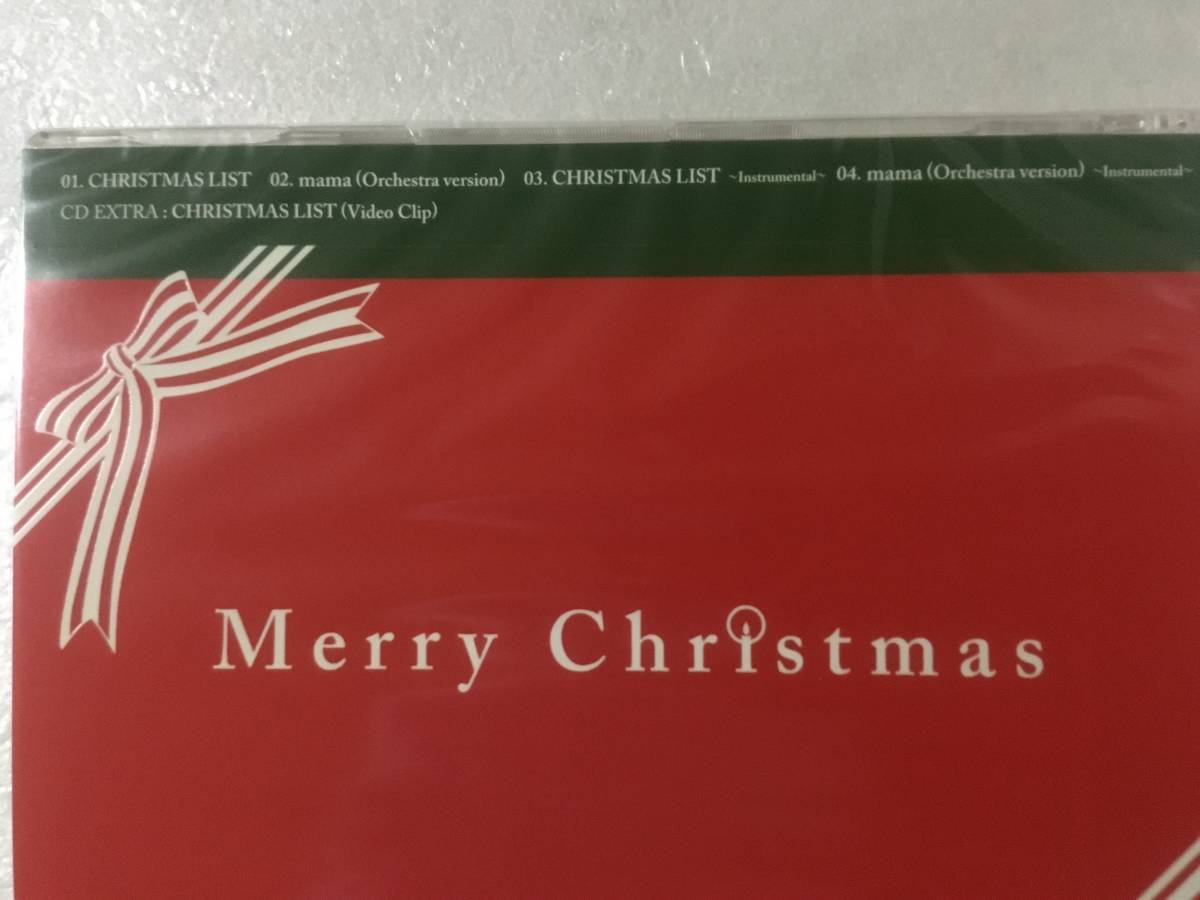 01. CHRISTMAS LIST 02. mama (Orchestra version) 03. CHRISTMAS LIST ~Instrumental~ 04. mama (Orchestra version) ~Instrumental~
CD EXTRA : CHRISTMAS LIST (Video Clip)
Merry Christmas